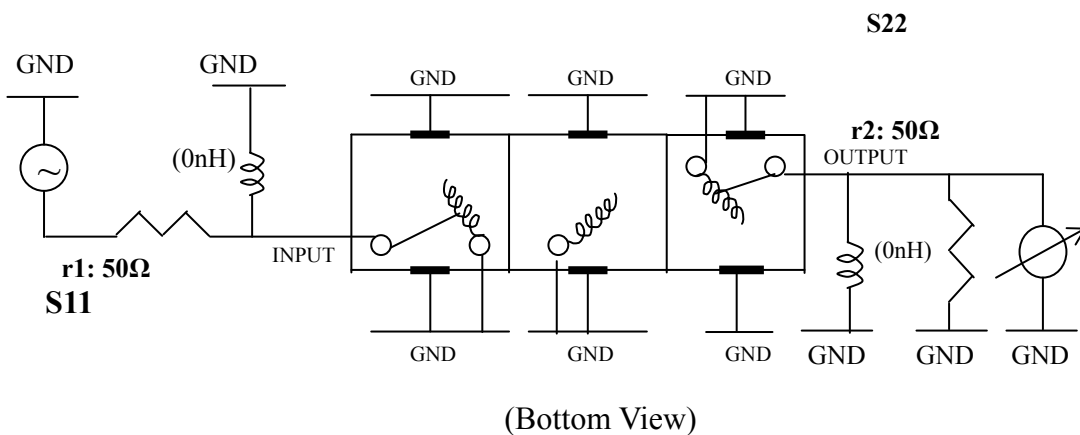 S22
GND
GND
GND
GND
GND
r2: 50Ω
OUTPUT
(0nH)
INPUT
(0nH)
r1: 50Ω
S11
GND
GND
GND
GND
GND
GND
(Bottom View)